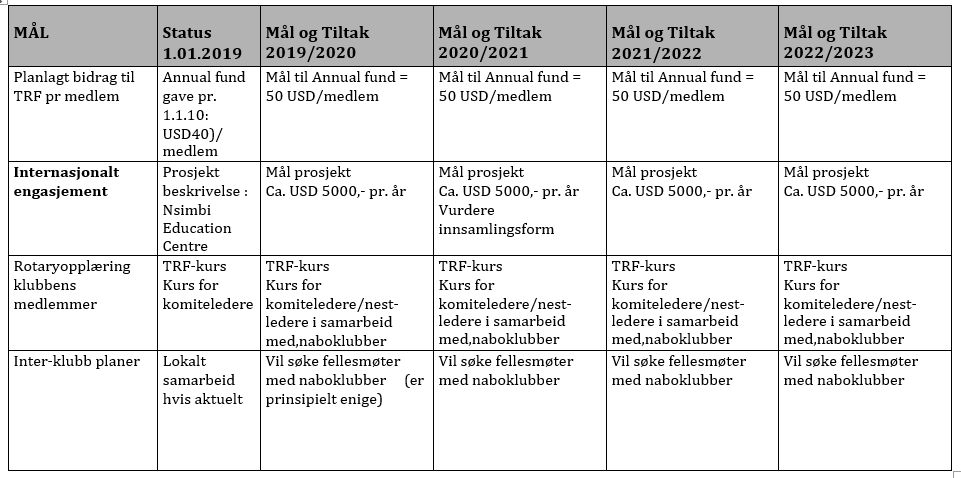 MÅL
Status
1.01.2019
Mål og Tiltak
2019/2020
Mål og Tiltak
2020/2021
Mål og Tiltak
2021/2022
Mål og Tiltak
2022/2023
Planlagt bidrag til
TRF pr medlem
Annual fund
gave pr.
1.1.10:
USD40)/
medlem
Mål til Annual fund =
50 USD/medlem
Mål til Annual fund =
50 USD/medlem
Mål til Annual fund =
50 USD/medlem
Mål til Annual fund =
50 USD/medlem
Internasjonalt
engasjement
Prosjekt
beskrivelse :
Nsimbi
Education
Centre
Mål prosjekt
Ca. USD 5000,- pr. år
Mål prosjekt
Ca. USD 5000,- pr. år
Vurdere
innsamlingsform
Mål prosjekt
Ca. USD 5000,- pr. år
Mål prosjekt
Ca. USD 5000,- pr. år
Rotaryopplæring
klubbens
medlemmer
TRF-kurs
Kurs for
komiteledere
TRF-kurs
Kurs for
komiteledere/nest-
ledere i samarbeid
med,naboklubber
TRF-kurs
Kurs for
komiteledere/nest-
ledere i samarbeid
med,naboklubber
TRF-kurs
Kurs for
komiteledere/nest-
ledere i samarbeid
med,naboklubber
TRF-kurs
Kurs for
komiteledere/nest-
ledere i samarbeid
med,naboklubber
Inter-klubb planer
Lokalt
samarbeid
hvis aktuelt
Vil søke fellesmøter
med naboklubber (er
prinsipielt enige)
Vil søke fellesmøter
med naboklubber
Vil søke fellesmøter
med naboklubber
Vil søke fellesmøter
med naboklubber